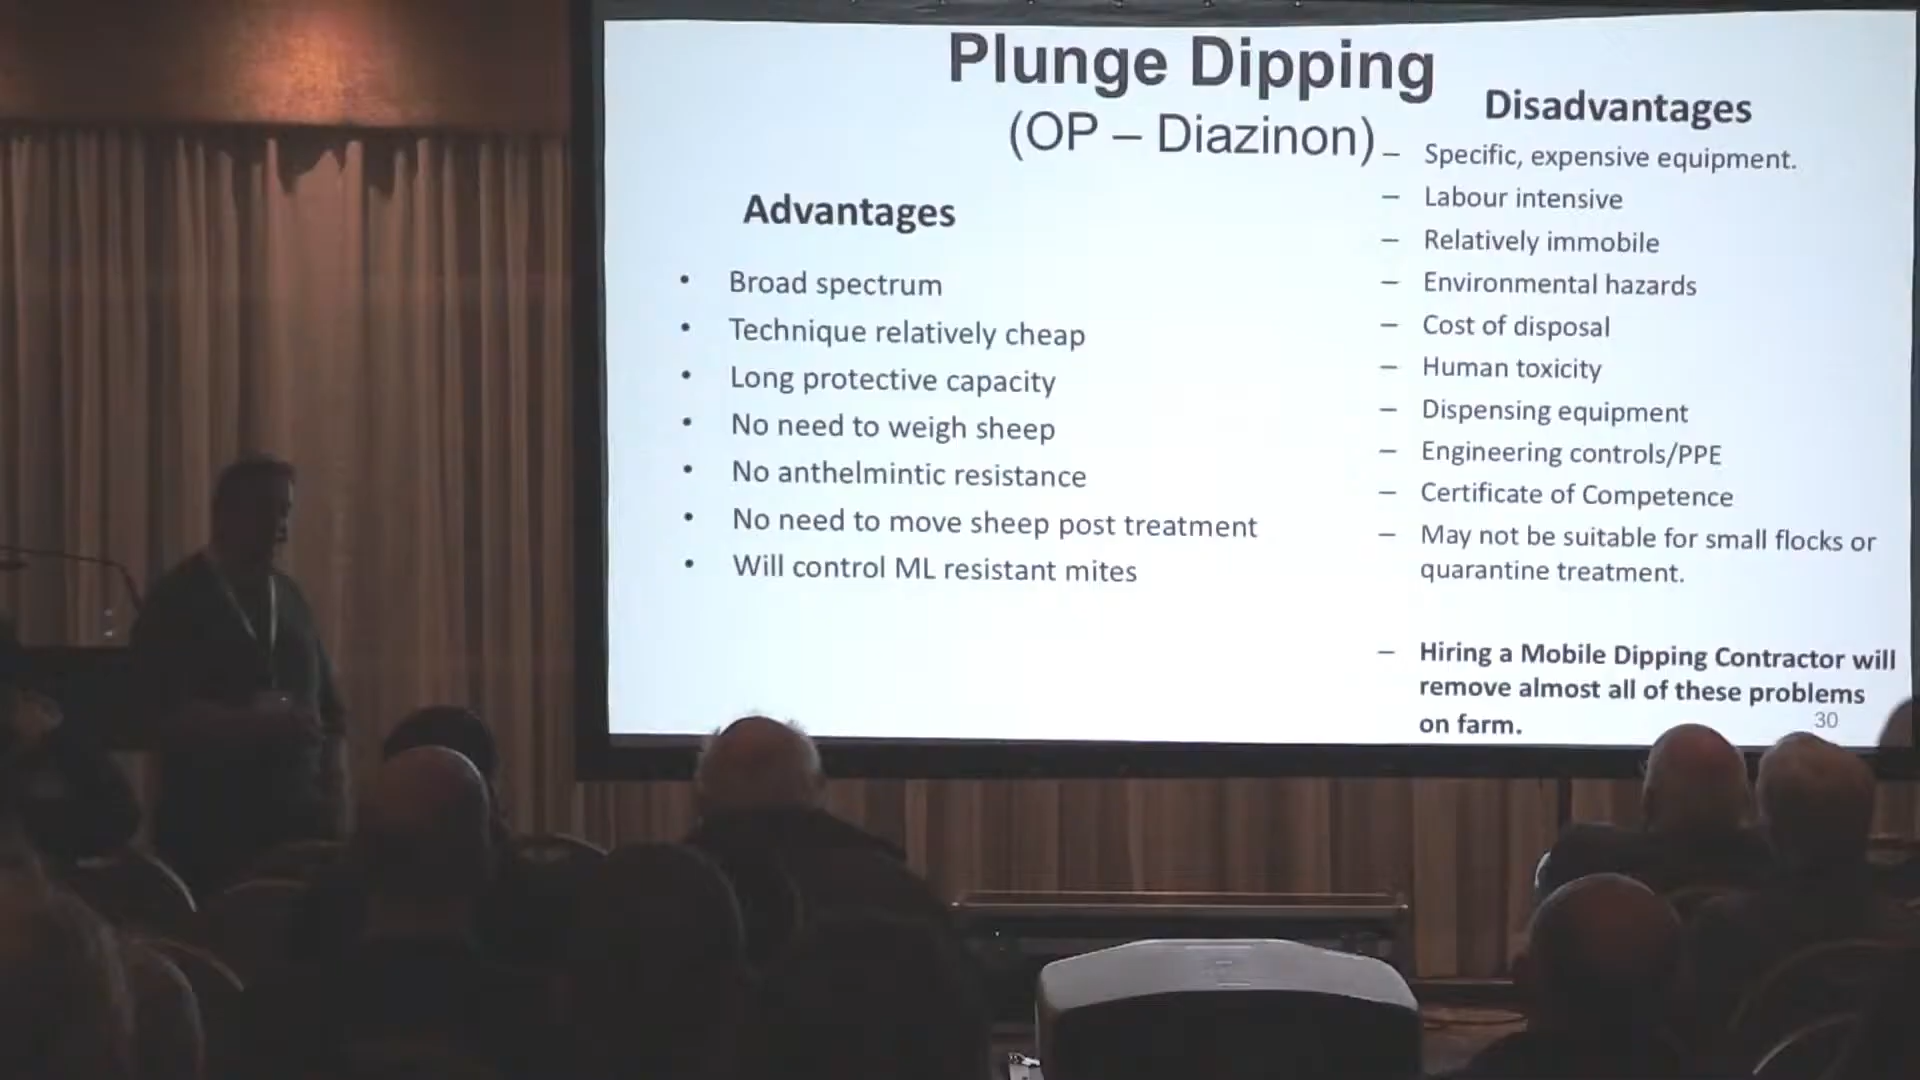 Plunge Dipping
(OP – Diazinon)
Advantages
• Broad spectrum
• Technique relatively cheap
• Long protective capacity
• No need to weigh sheep
• No anthelmintic resistance
• No need to move sheep post treatment
• Will control ML resistant mites
Disadvantages
– Specific, expensive equipment.
– Labour intensive
– Relatively immobile
– Environmental hazards
– Cost of disposal
– Human toxicity
– Dispensing equipment
– Engineering controls/PPE
– Certificate of Competence
– May not be suitable for small flocks or
quarantine treatment.
– Hiring a Mobile Dipping Contractor will
remove almost all of these problems
on farm.
30